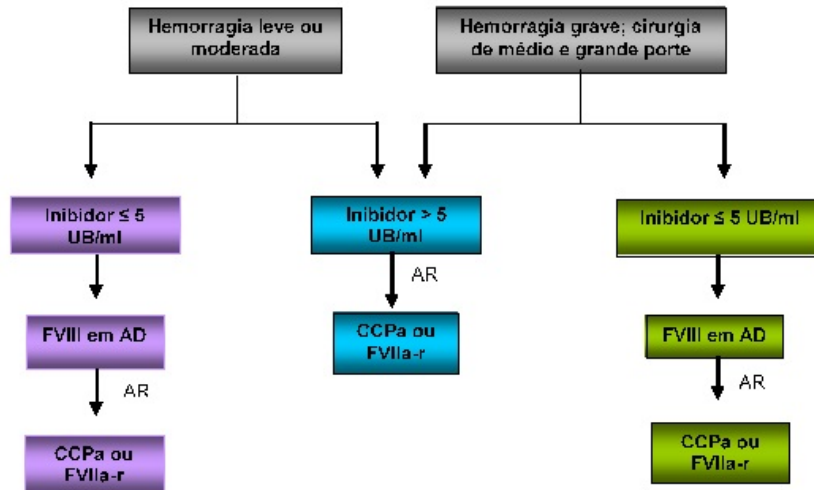 Hemorragia leve ou
moderada
Hemorragia grave; cirurgia
de médio e grande porte
Inibidor ≤ 5
UB/ml
Inibidor > 5
UB/ml
Inibidor ≤ 5 UB/ml
AR
FVIII em AD
CCPa ou
FVIIa-r
FVIII em AD
AR
AR
CCPa ou
FVIIa-r
CCPa ou
FVIIa-r